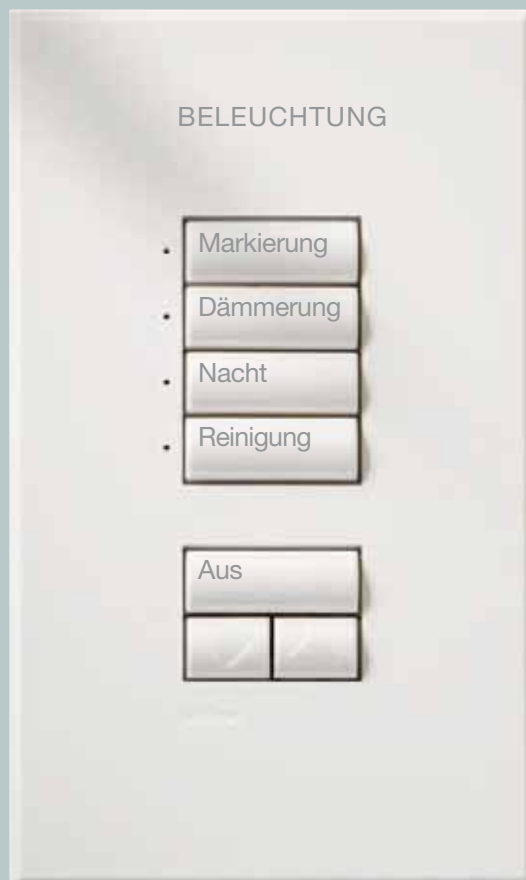 BELEUCHTUNG
Markierung
Dämmerung
Nacht
Reinigung
Aus